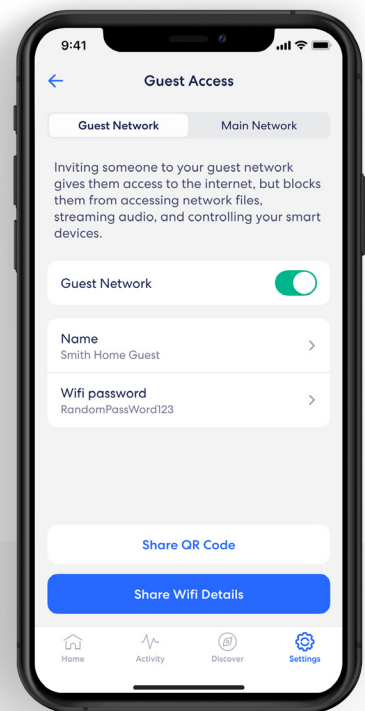 9:41
Guest Access
Guest Network
Main Network
Inviting someone to your guest network
gives them access to the internet, but blocks
them from accessing network files,
streaming audio, and controlling your smart
devices.
Guest Network
Name
Smith Home Guest
Wifi password
RandomPassWord123
Share QR Code
Share Wifi Details
Home
Activity
Discover
Settings